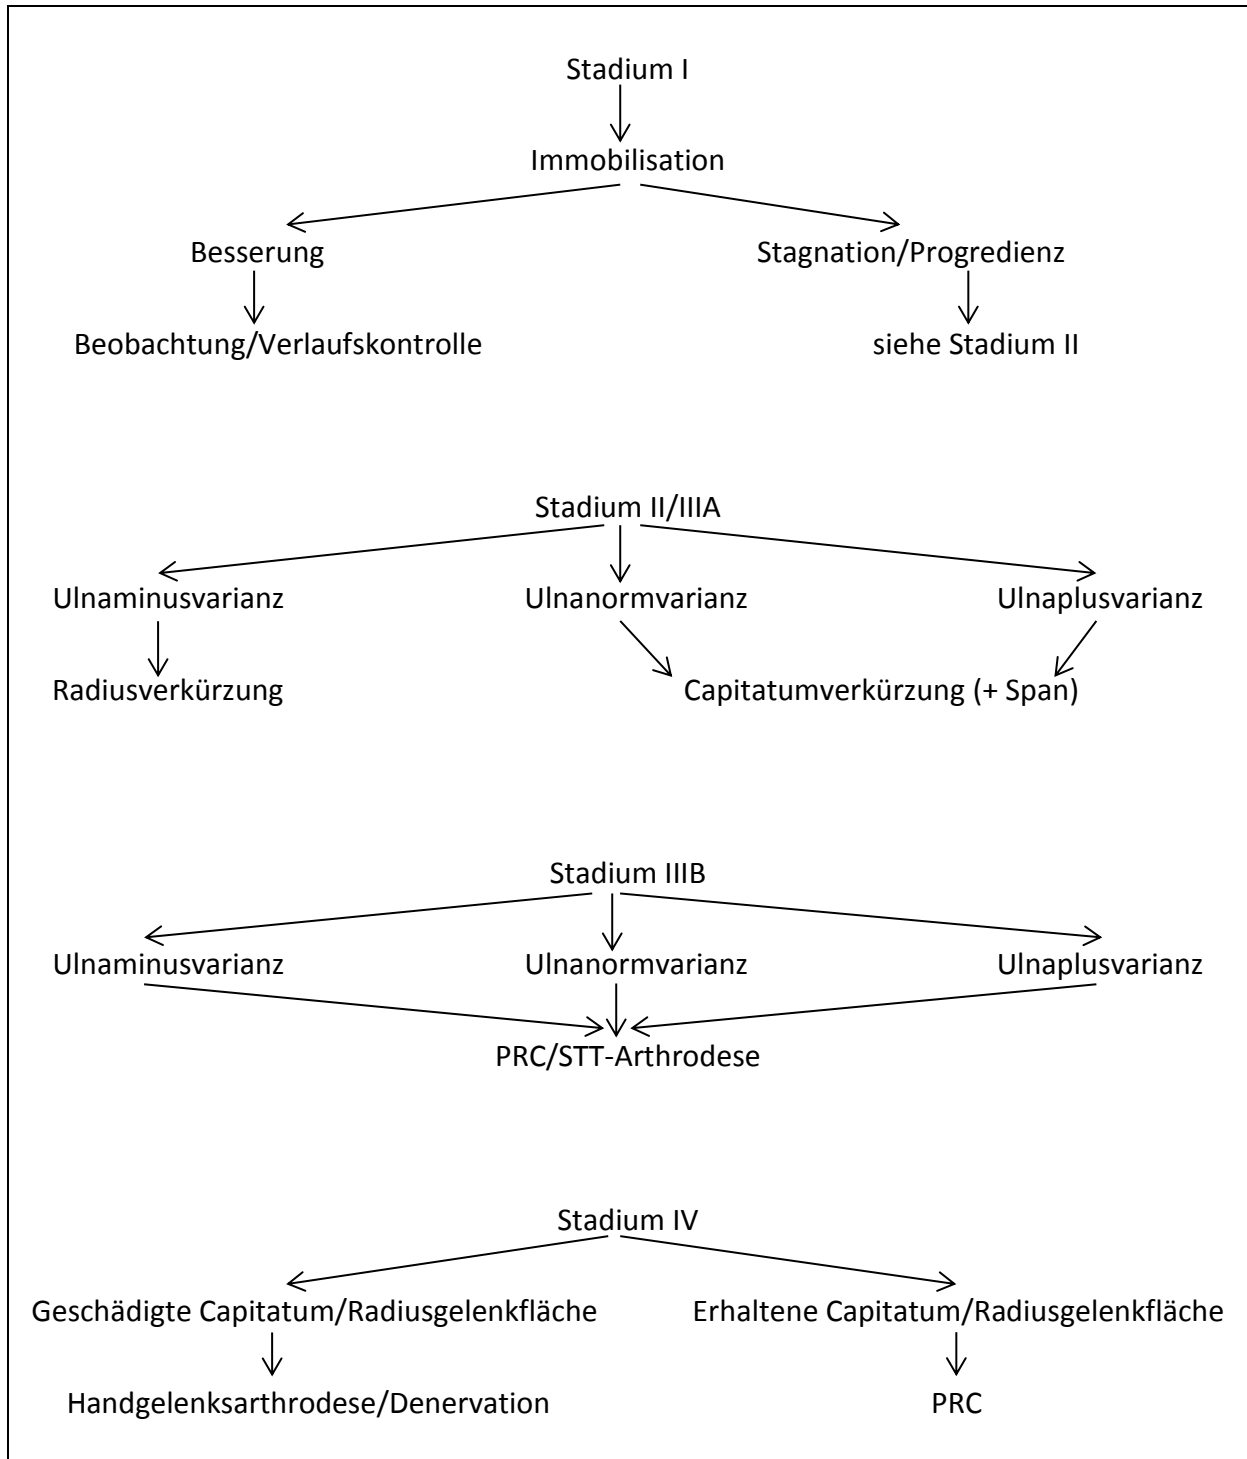 Stadium I
Immobilisation
Besserung
Stagnation/Progredienz
Beobachtung/Verlaufskontrolle
siehe Stadium II
Stadium II/IIIA
Ulnaminusvarianz
Ulnanormvarianz
Ulnaplusvarianz
Radiusverkürzung
Capitatumverkürzung (+ Span)
Stadium IIIB
Ulnaminusvarianz
Ulnanormvarianz
Ulnaplusvarianz
PRC/STT-Arthrodese
Stadium IV
Geschädigte Capitatum/Radiusgelenkfläche
Erhaltene Capitatum/Radiusgelenkfläche
Handgelenksarthrodese/Denervation
PRC